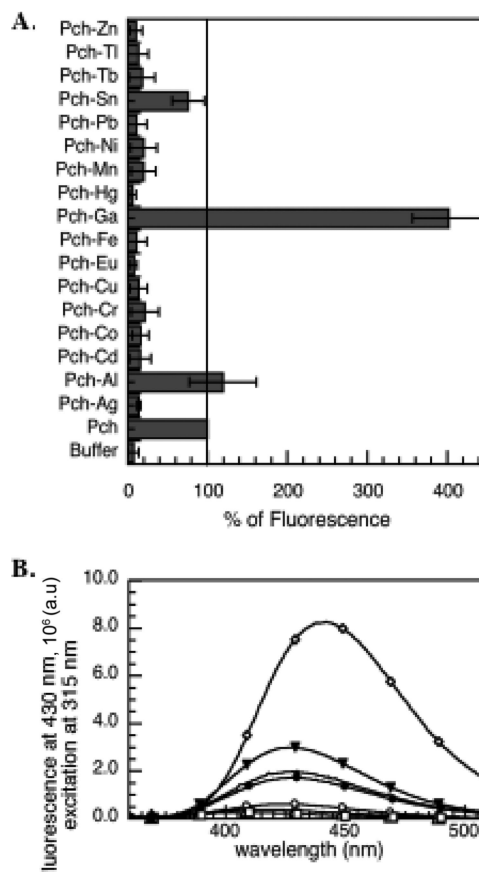 A.
Pch-Zn
Pch-Tl
Pch-Tb
Pch-Sn
Pch-Pb
Pch-Ni
Pch-Mn
Pch-Hg
Pch-Ga
Pch-Fe
Pch-Eu
Pch-Cu
Pch-Cr
Pch-Co
Pch-Cd
Pch-Al
Pch-Ag
Pch
Buffer
0 100 200 300 400
% of Fluorescence
B.
luorescence at 430 nm, 10⁶ (a.u)
excitation at 315 nm
10.0
8.0
6.0
4.0
2.0
0.0
400 450 500
wavelength (nm)